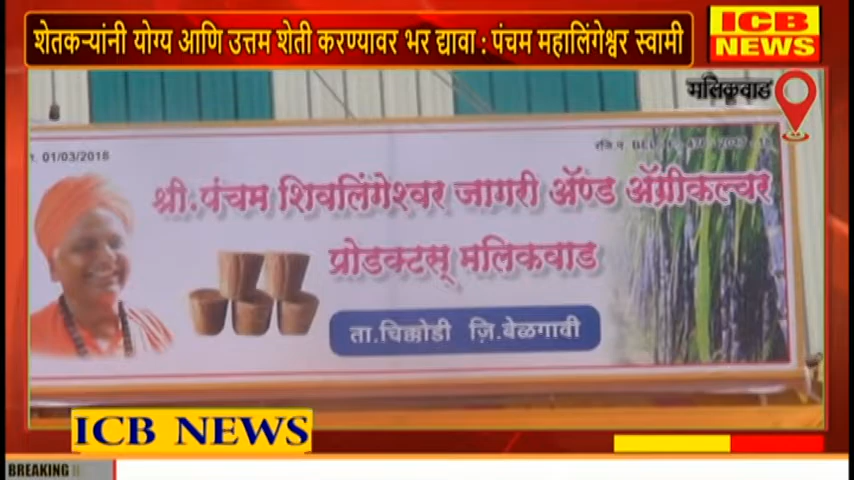 शेतकऱ्यांनी योग्य आणि उत्तम शेती करण्यावर भर द्यावा : पंचम महालिंगेश्वर स्वामी
ICB
NEWS
मलिकवाड
01/03/2018
श्री.पंचम शिवलिंगेश्वर जागरी ॲण्ड ॲग्रीकल्चर
प्रोडक्टस् मलिकवाड
ता.चिक्कोडी जि.बेळगावी
ICB NEWS
BREAKING